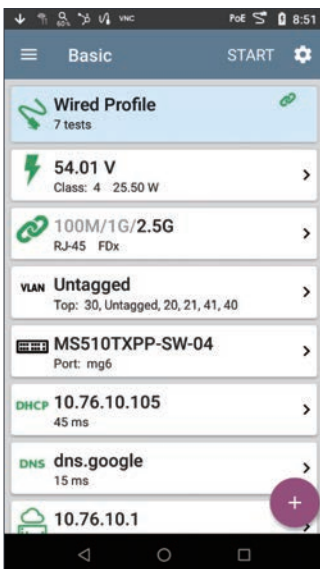 60%
VNC
PoE
8:51
Basic
START
Wired Profile
7 tests
54.01 V
Class: 4 25.50 W
100M/1G/2.5G
RJ-45 FDx
VLAN
Untagged
Top: 30, Untagged, 20, 21, 41, 40
MS510TXPP-SW-04
Port: mg6
DHCP
10.76.10.105
45 ms
DNS
dns.google
15 ms
10.76.10.1
+